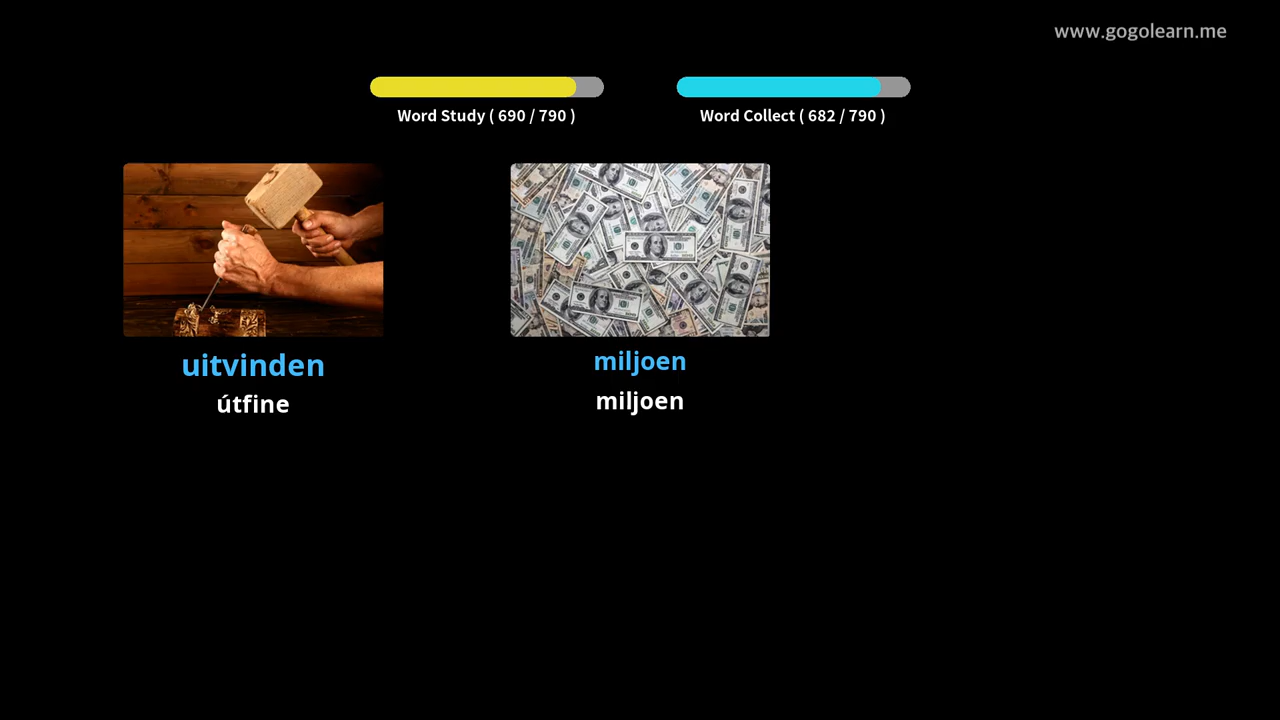 www.gogolearn.me
Word Study ( 690 / 790 )
Word Collect ( 682 / 790 )
uitvinden
útfine
miljoen
miljoen